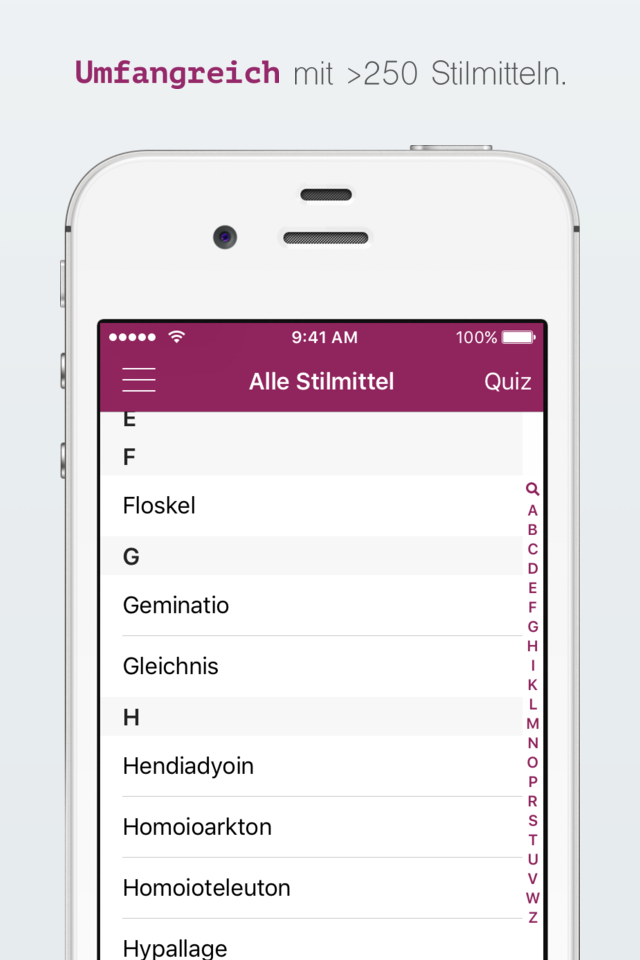 Umfangreich mit >250 Stilmitteln.
9:41 AM 100%
Alle Stilmittel Quiz
E
F
Floskel
G
Geminatio
Gleichnis
H
Hendiadyoin
Homoioarkton
Homoioteleuton
Hypallage
A
B
C
D
E
F
G
H
I
K
L
M
N
O
P
R
S
T
U
V
W
Z